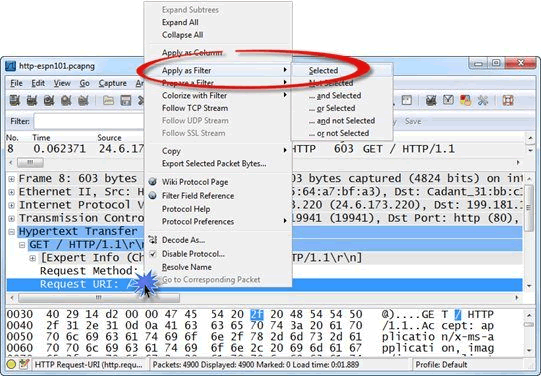 Expand Subtrees
Expand All
Collapse All
Apply as Column
Apply as Filter
Prepare a Filter
Colorize with Filter
Follow TCP Stream
Follow UDP Stream
Follow SSL Stream
Copy
Export Selected Packet Bytes...
Wiki Protocol Page
Filter Field Reference
Protocol Help
Protocol Preferences
Decode As...
Disable Protocol...
Resolve Name
Go to Corresponding Packet
Selected
Not Selected
... and Selected
... or Selected
... and not Selected
... or not Selected
http-espn101.pcapng
File Edit View Go Capture
Filter:
Save
No. Time Source
8 0.062371 24.6.17 HTTP 603 GET / HTTP/1.1
Frame 8: 603 bytes es captured (4824 bits) on int
Ethernet II, Src: H 5:64:a7:bf:a3), Dst: Cadant_31:bb:c
Internet Protocol V 3.220 (24.6.173.220), Dst: 199.181.
Transmission Contro 19941 (19941), Dst Port: http (80),
Hypertext Transfer
GET / HTTP/1.1\r\n
[Expert Info (Ch / HTTP/1.1\r\n]
Request Method:
Request URI: /
0030 40 29 14 d2 00 00 47 45 54 20 2f 20 48 54 54 50 @)....GE T / HTTP
0040 2f 31 2e 31 0d 0a 41 63 63 65 70 74 3a 20 61 70 /1.1..Ac cept: ap
0050 70 6c 69 63 61 74 69 6f 6e 2f 78 2d 6d 73 2d 61 plicatio n/x-ms-a
0060 70 70 6c 69 63 61 74 69 6f 6e 2c 20 69 6d 61 67 pplicati on, imag
HTTP Request-URI (http.reque... Packets: 4900 Displayed: 4900 Marked: 0 Load time: 0:01.889 Profile: Default